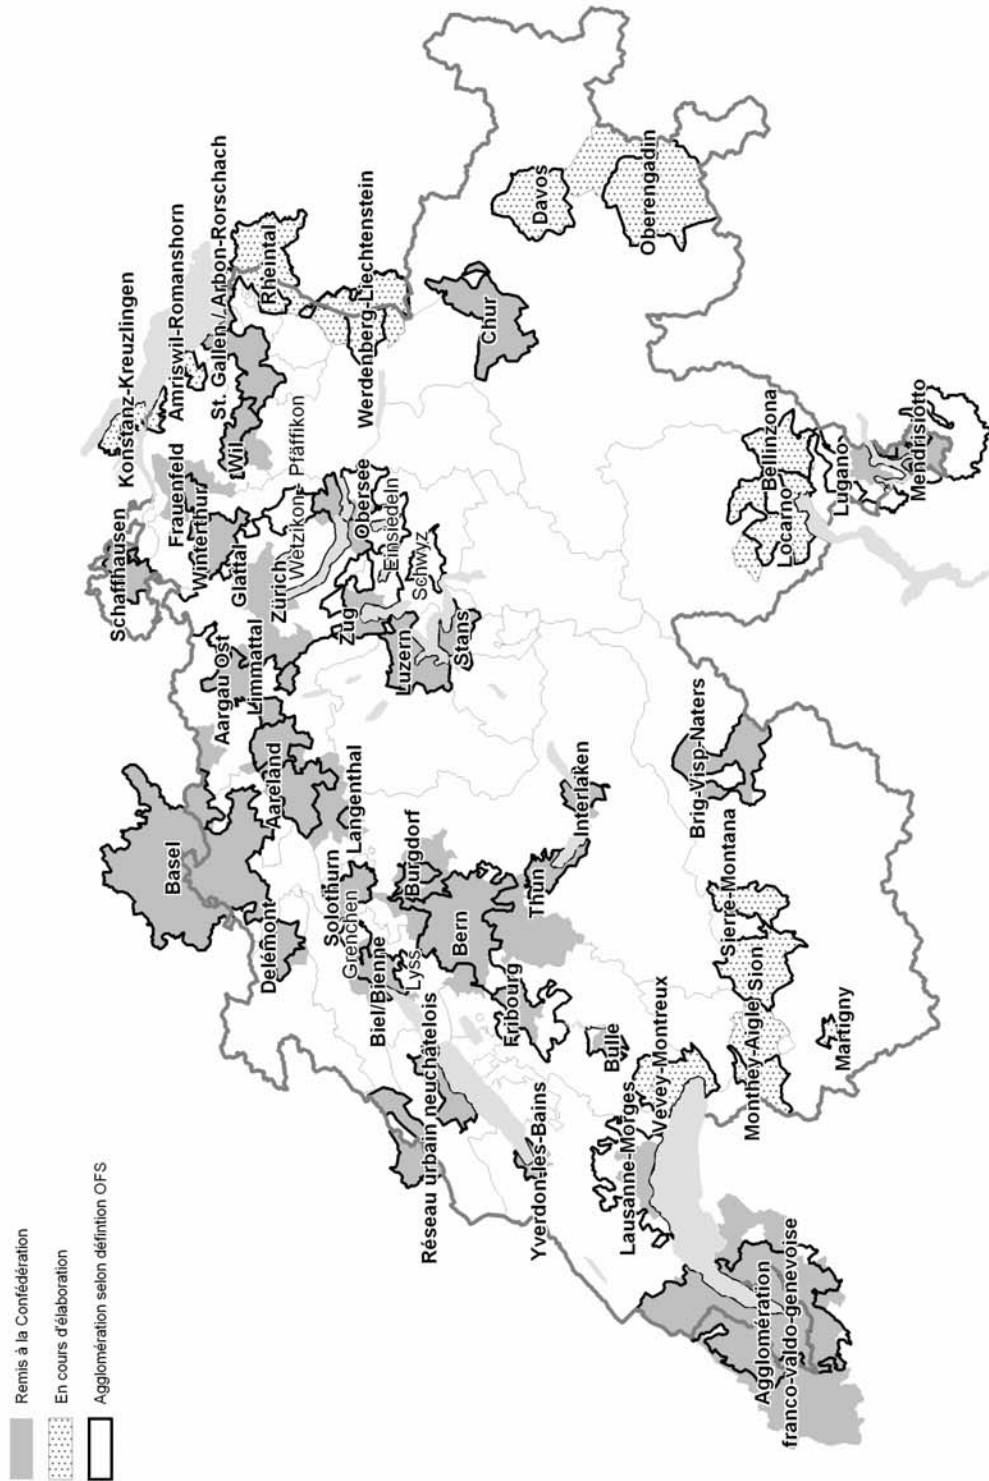 Remis à la Confédération
En cours d'élaboration
Agglomération selon défintion OFS
Konstanz-Kreuzlingen
Amriswil-Romanshorn
St. Gallen / Arbon-Rorschach
Rheintal
Werdenberg-Liechtenstein
Schaffhausen
Frauenfeld
Winterthur
Wil
Glattal
Zürich
Wetzikon- Pfäffikon
Obersee
Einsiedeln
Schwyz
Zug
Luzern
Stans
Aargau Ost
Limmattal
Basel
Aareland
Langenthal
Delémont
Solothurn
Grenchen
Biel/Bienne
Lyss
Burgdorf
Bern
Thun
Interlaken
Fribourg
Bulle
Réseau urbain neuchâtelois
Yverdon-les-Bains
Lausanne-Morges
Vevey-Montreux
Monthey-Aigle
Martigny
Sion
Sierre-Montana
Brig-Visp-Naters
Agglomération
franco-valdo-genevoise
Chur
Davos
Oberengadin
Locarno
Bellinzona
Lugano
Mendrisiotto